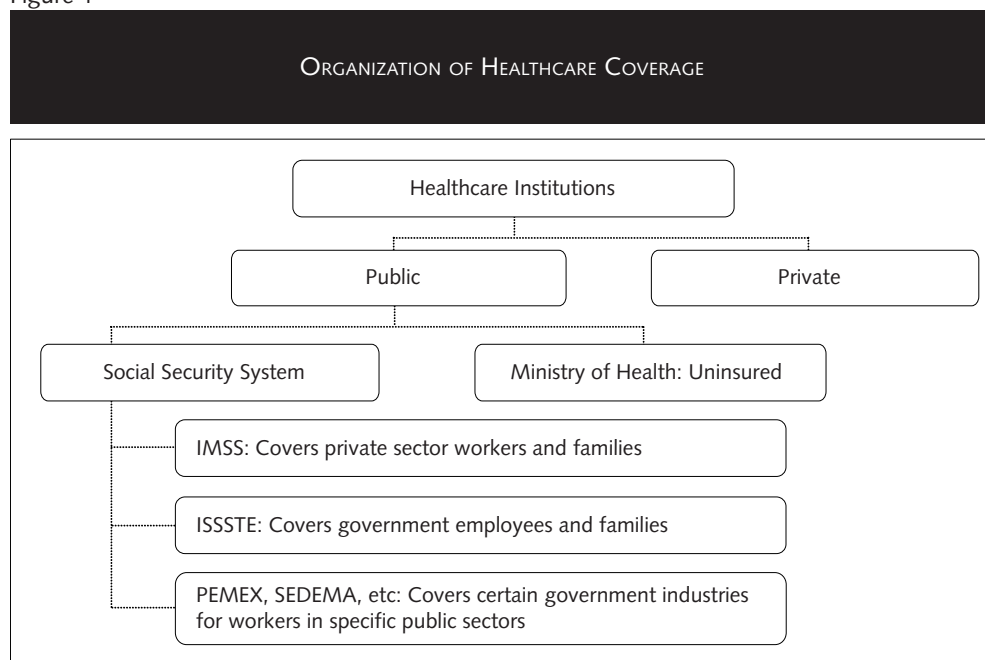 ORGANIZATION OF HEALTHCARE COVERAGE
Healthcare Institutions
Public
Private
Social Security System
Ministry of Health: Uninsured
IMSS: Covers private sector workers and families
ISSSTE: Covers government employees and families
PEMEX, SEDEMA, etc: Covers certain government industries
for workers in specific public sectors